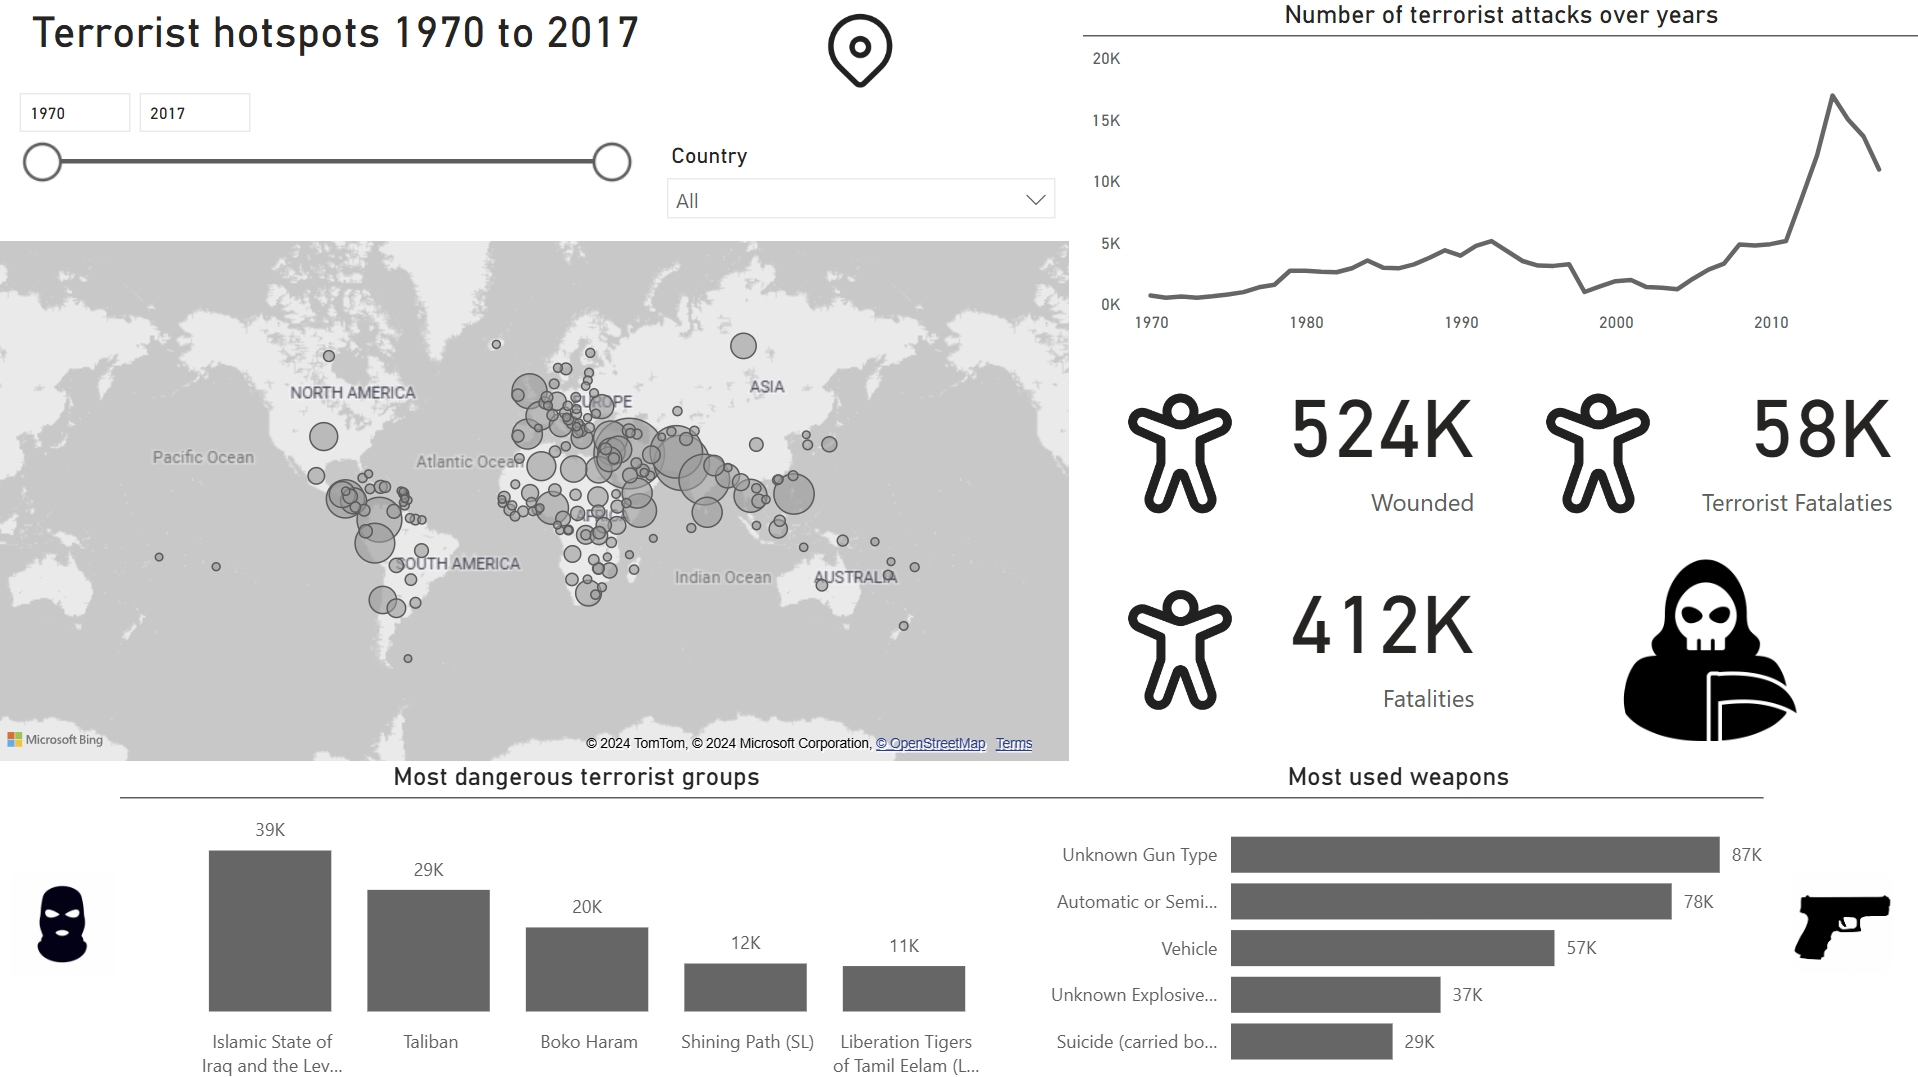 Terrorist hotspots 1970 to 2017
1970
2017
Country
All
NORTH AMERICA
EUROPE
ASIA
Pacific Ocean
Atlantic Ocean
AFRICA
SOUTH AMERICA
Indian Ocean
AUSTRALIA
Microsoft Bing
© 2024 TomTom, © 2024 Microsoft Corporation, © OpenStreetMap Terms
Number of terrorist attacks over years
20K
15K
10K
5K
0K
1970
1980
1990
2000
2010
524K
Wounded
58K
Terrorist Fatalaties
412K
Fatalities
Most dangerous terrorist groups
39K
29K
20K
12K
11K
Islamic State of
Iraq and the Lev...
Taliban
Boko Haram
Shining Path (SL)
Liberation Tigers
of Tamil Eelam (L...
Most used weapons
Unknown Gun Type
87K
Automatic or Semi...
78K
Vehicle
57K
Unknown Explosive...
37K
Suicide (carried bo...
29K